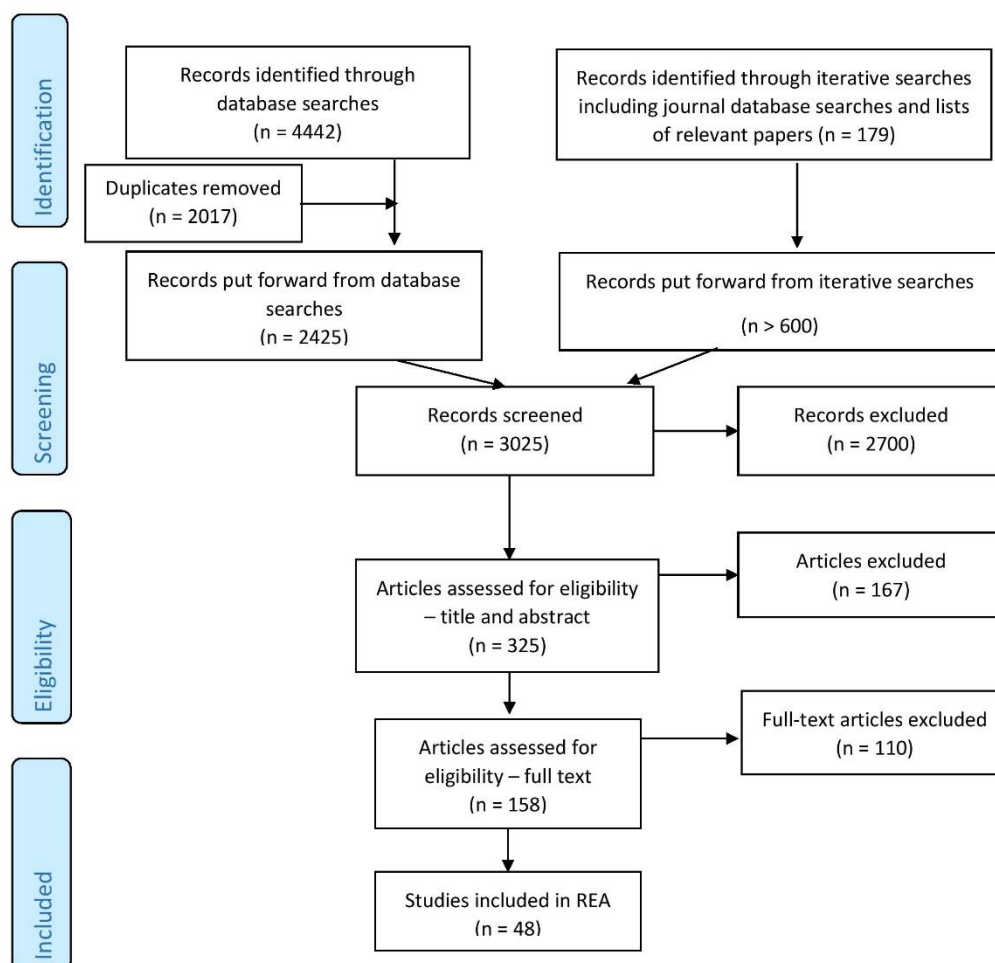 Identification
Records identified through
database searches
(n = 4442)
Records identified through iterative searches
including journal database searches and lists
of relevant papers (n = 179)
Duplicates removed
(n = 2017)
Screening
Records put forward from database
searches
(n = 2425)
Records put forward from iterative searches
(n > 600)
Records screened
(n = 3025)
Records excluded
(n = 2700)
Eligibility
Articles assessed for eligibility
– title and abstract
(n = 325)
Articles excluded
(n = 167)
Articles assessed for
eligibility – full text
(n = 158)
Full-text articles excluded
(n = 110)
Included
Studies included in REA
(n = 48)